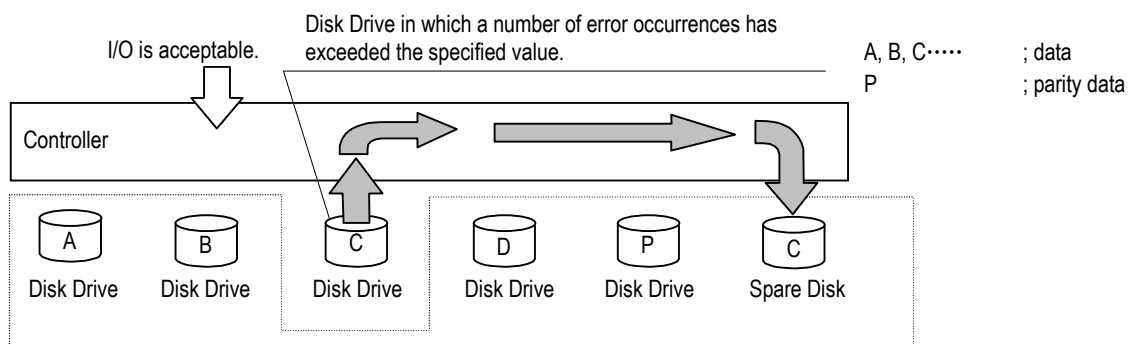 Disk Drive in which a number of error occurrences has
exceeded the specified value.
I/O is acceptable.
A, B, C····· ; data
P ; parity data
Controller
A
B
C
D
P
C
Disk Drive
Disk Drive
Disk Drive
Disk Drive
Disk Drive
Spare Disk